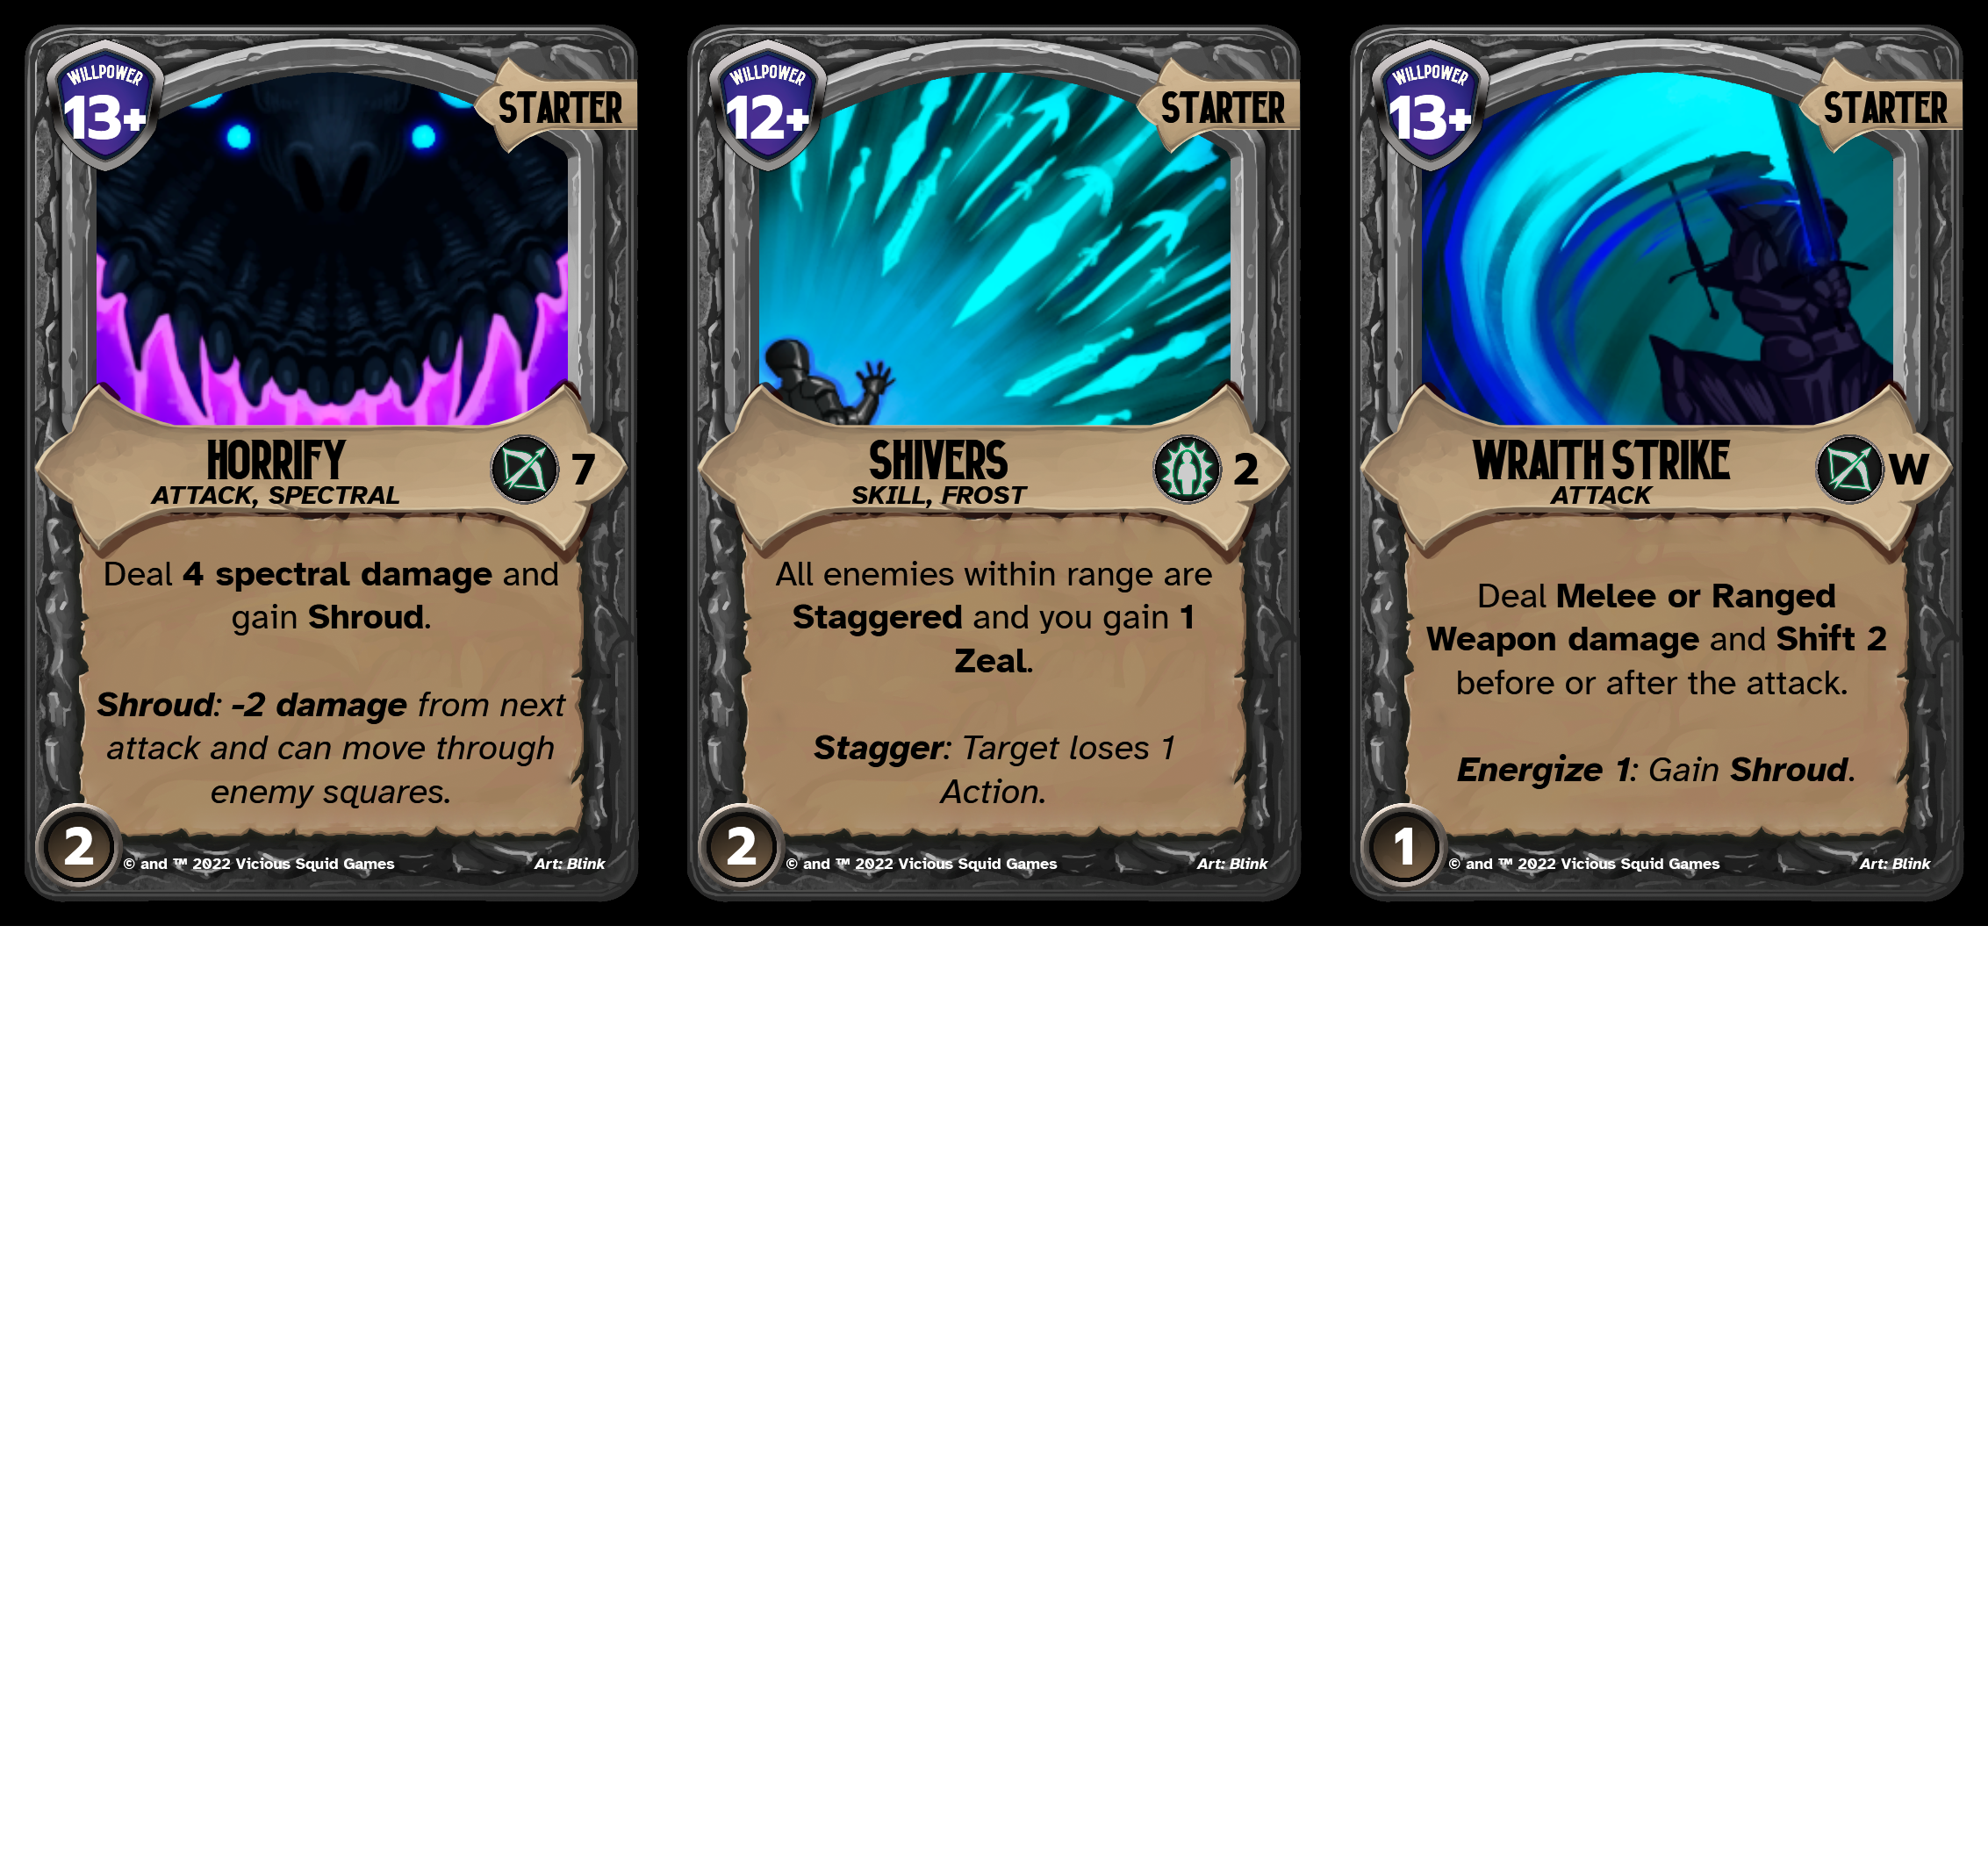 WILLPOWER
13+
STARTER
HORRIFY
ATTACK, SPECTRAL
7
Deal 4 spectral damage and
gain Shroud.
Shroud: -2 damage from next
attack and can move through
enemy squares.
2
© and ™ 2022 Vicious Squid Games
Art: Blink
WILLPOWER
12+
STARTER
SHIVERS
SKILL, FROST
2
All enemies within range are
Staggered and you gain 1
Zeal.
Stagger: Target loses 1
Action.
2
© and ™ 2022 Vicious Squid Games
Art: Blink
WILLPOWER
13+
STARTER
WRAITH STRIKE
ATTACK
W
Deal Melee or Ranged
Weapon damage and Shift 2
before or after the attack.
Energize 1: Gain Shroud.
1
© and ™ 2022 Vicious Squid Games
Art: Blink